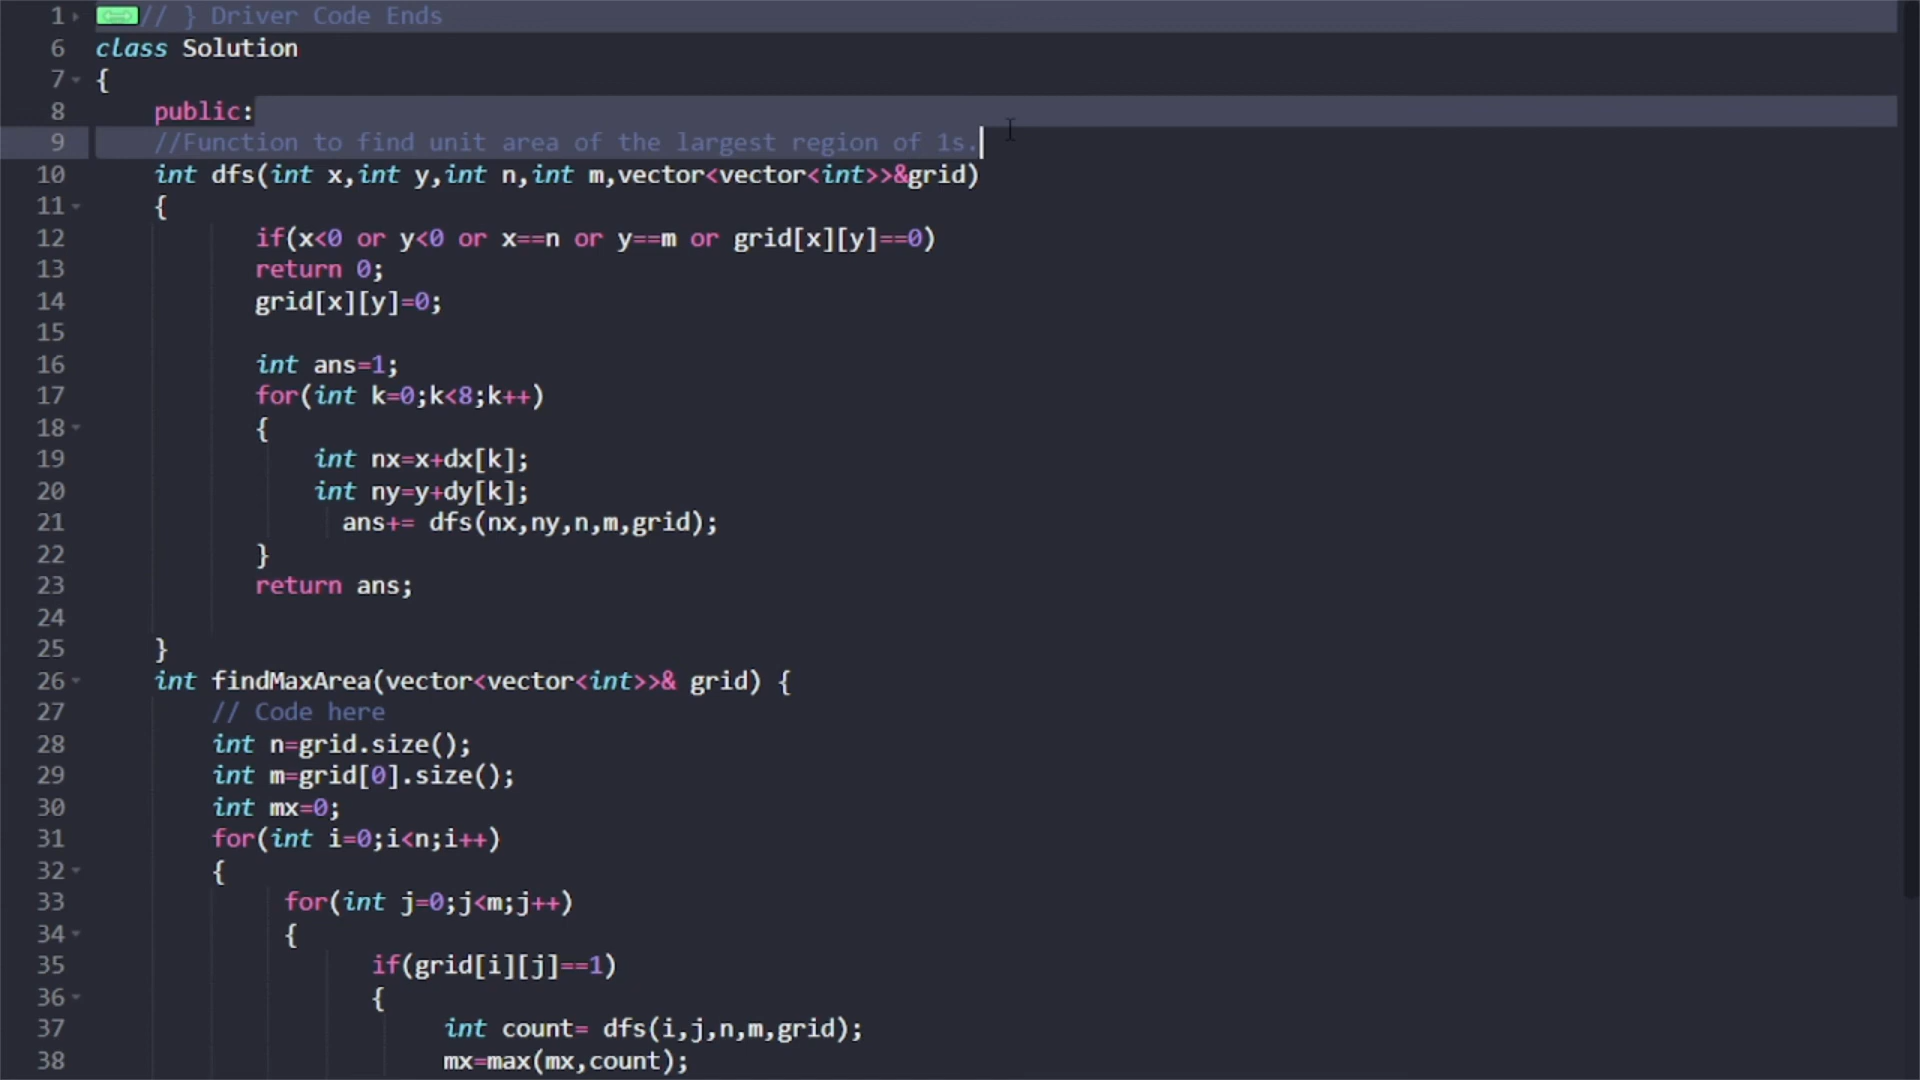 1 // } Driver Code Ends
6 class Solution
7 {
8 public:
9 //Function to find unit area of the largest region of 1s.
10 int dfs(int x,int y,int n,int m,vector<vector<int>>&grid)
11 {
12 if(x<0 or y<0 or x==n or y==m or grid[x][y]==0)
13 return 0;
14 grid[x][y]=0;
15
16 int ans=1;
17 for(int k=0;k<8;k++)
18 {
19 int nx=x+dx[k];
20 int ny=y+dy[k];
21 ans+= dfs(nx,ny,n,m,grid);
22 }
23 return ans;
24
25 }
26 int findMaxArea(vector<vector<int>>& grid) {
27 // Code here
28 int n=grid.size();
29 int m=grid[0].size();
30 int mx=0;
31 for(int i=0;i<n;i++)
32 {
33 for(int j=0;j<m;j++)
34 {
35 if(grid[i][j]==1)
36 {
37 int count= dfs(i,j,n,m,grid);
38 mx=max(mx,count);